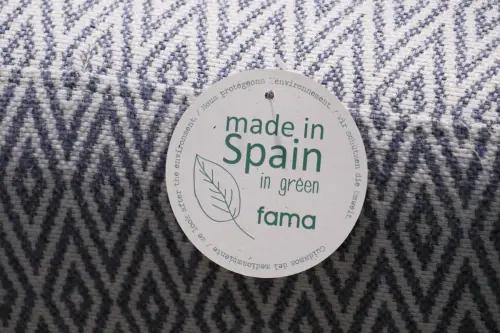 made in
Spain
in green
fama
Nous protégeons l'environnement. / Wir schützen die umwelt. / Cuidamos del medioambiente / We look after the environment. /